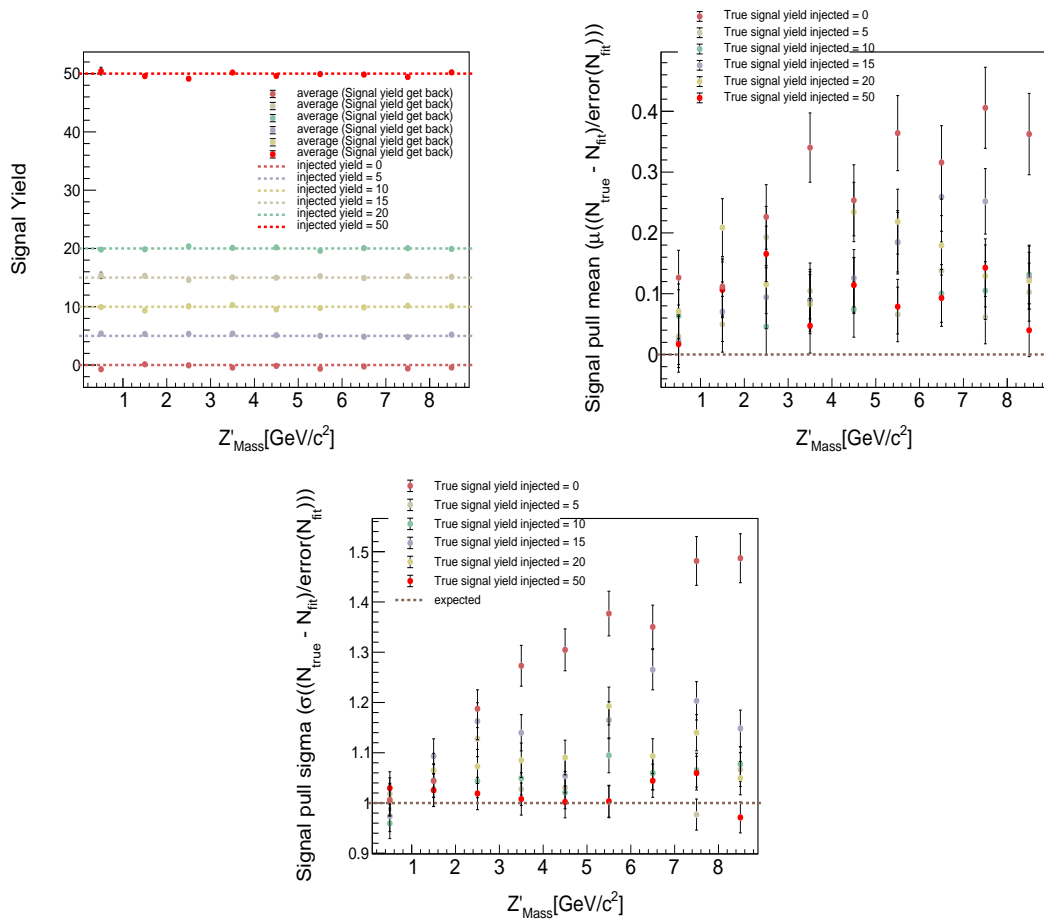 Signal Yield
50
40
30
20
10
0
average (Signal yield get back)
average (Signal yield get back)
average (Signal yield get back)
average (Signal yield get back)
average (Signal yield get back)
average (Signal yield get back)
injected yield = 0
injected yield = 5
injected yield = 10
injected yield = 15
injected yield = 20
injected yield = 50
1 2 3 4 5 6 7 8
Z'Mass[GeV/c2]
True signal yield injected = 0
True signal yield injected = 5
True signal yield injected = 10
True signal yield injected = 15
True signal yield injected = 20
True signal yield injected = 50
Signal pull mean (μ((Ntrue - Nfit)/error(Nfit)))
0.4
0.3
0.2
0.1
0
1 2 3 4 5 6 7 8
Z'Mass[GeV/c2]
True signal yield injected = 0
True signal yield injected = 5
True signal yield injected = 10
True signal yield injected = 15
True signal yield injected = 20
True signal yield injected = 50
expected
Signal pull sigma (σ((Ntrue - Nfit)/error(Nfit)))
1.5
1.4
1.3
1.2
1.1
1
0.9
1 2 3 4 5 6 7 8
Z'Mass[GeV/c2]